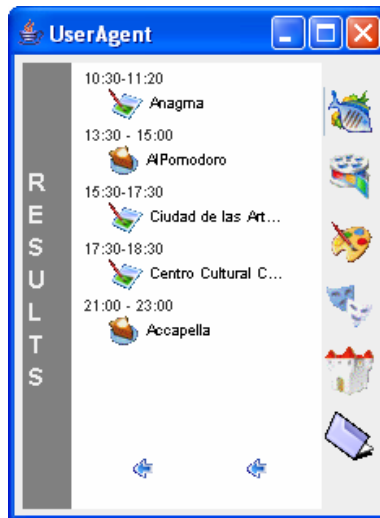 UserAgent
RESULTS
10:30-11:20
Anagma
13:30 - 15:00
AlPomodoro
15:30-17:30
Ciudad de las Art...
17:30-18:30
Centro Cultural C...
21:00 - 23:00
Accapella